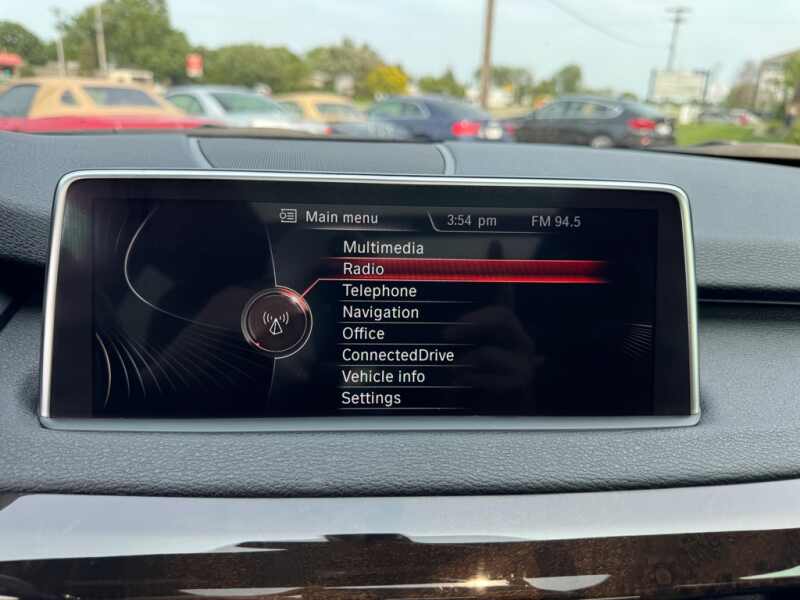 Main menu 3:54 pm FM 94.5
Multimedia
Radio
Telephone
Navigation
Office
ConnectedDrive
Vehicle info
Settings